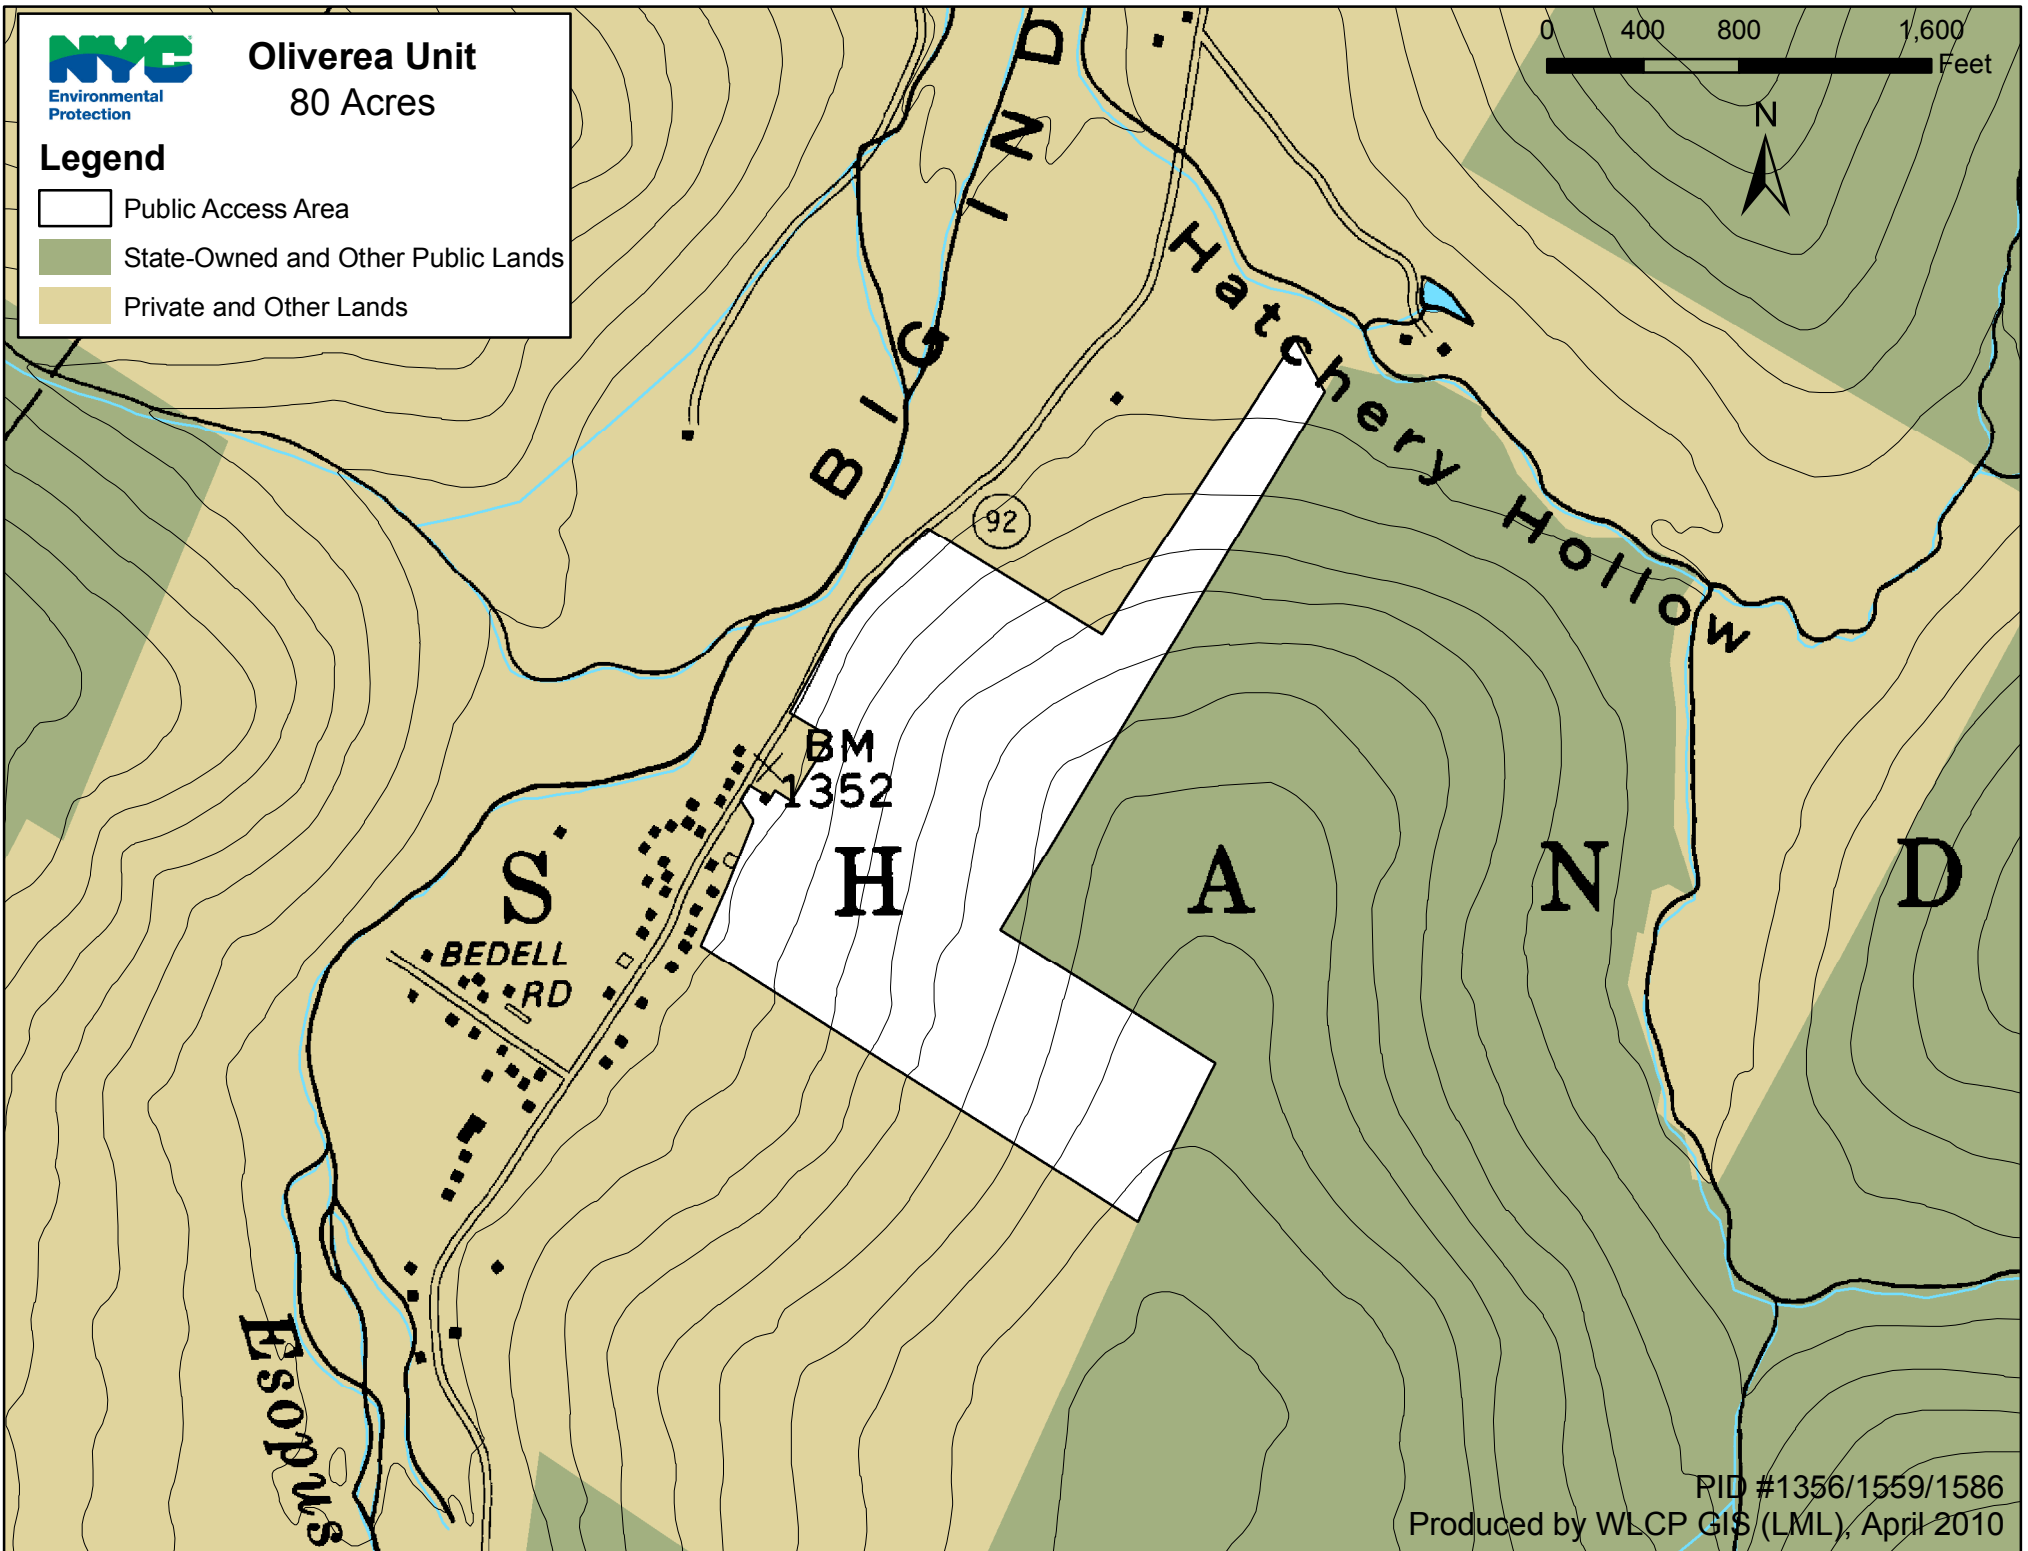 NYC
Environmental
Protection
Oliverea Unit
80 Acres
Legend
Public Access Area
State-Owned and Other Public Lands
Private and Other Lands
0 400 800 1,600
Feet
N
BIG IND
Hatchery Hollow
92
BM
1352
S H A N D
BEDELL
RD
Esopus
PID #1356/1559/1586
Produced by WLCP GIS (LML), April 2010